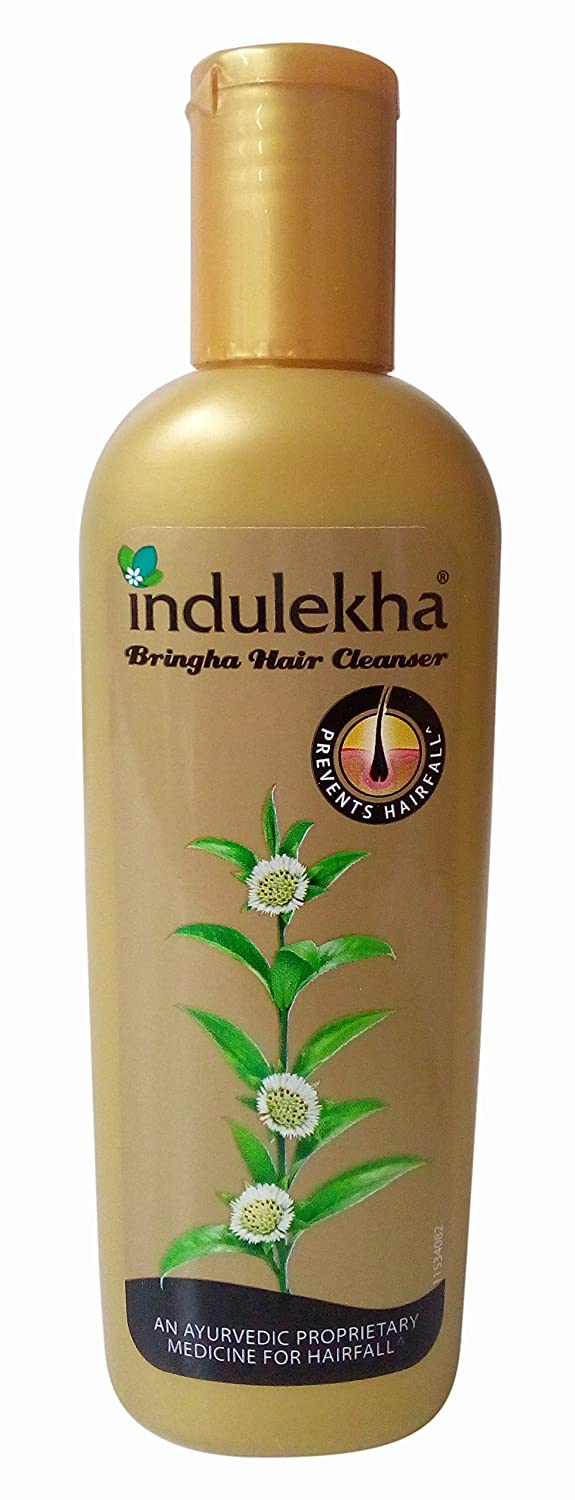 indulekha®
Bringha Hair Cleanser
PREVENTS HAIRFALL^
11534082
AN AYURVEDIC PROPRIETARY
MEDICINE FOR HAIRFALL^